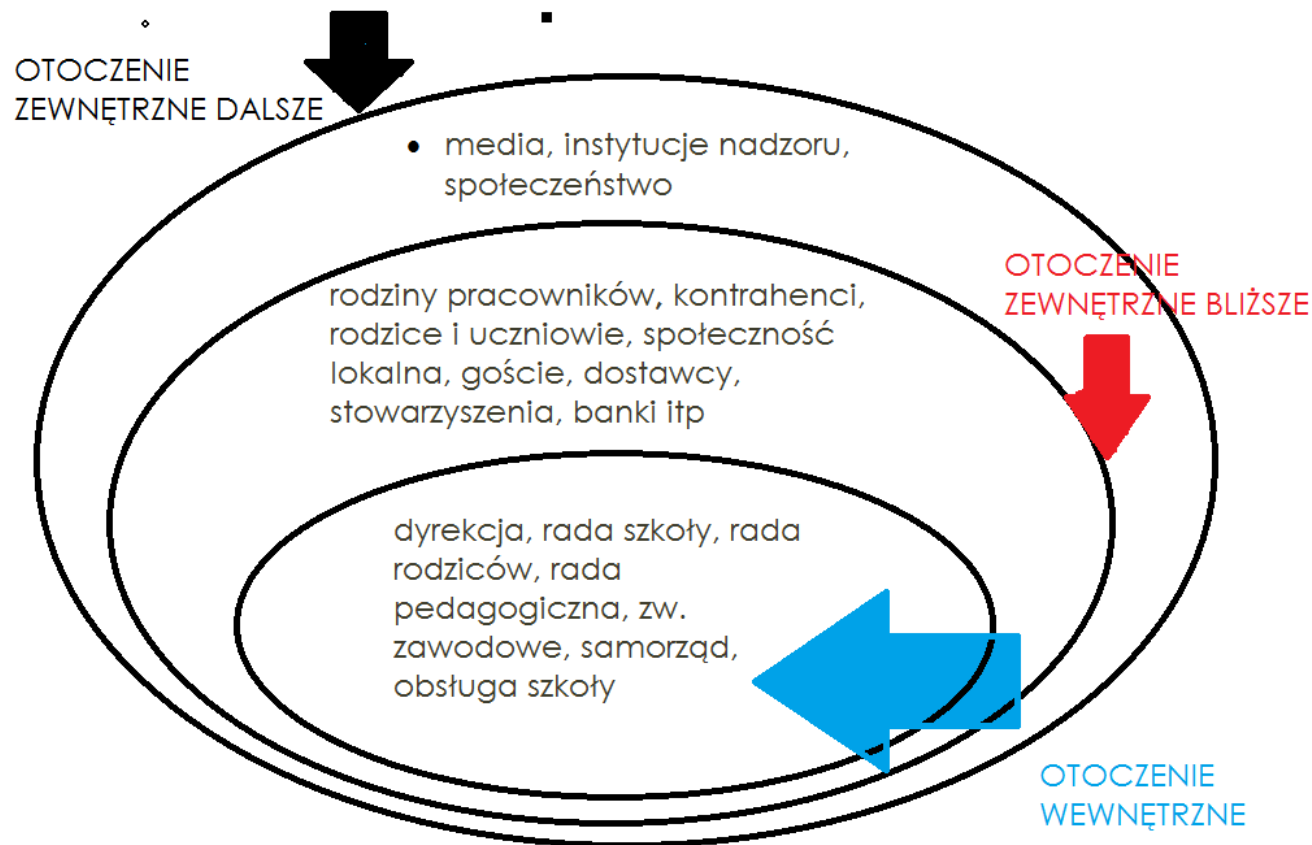 OTOCZENIE
ZEWNĘTRZNE DALSZE
• media, instytucje nadzoru,
społeczeństwo
OTOCZENIE
ZEWNĘTRZNE BLIŻSZE
rodziny pracowników, kontrahenci,
rodzice i uczniowie, społeczność
lokalna, goście, dostawcy,
stowarzyszenia, banki itp
dyrekcja, rada szkoły, rada
rodziców, rada
pedagogiczna, zw.
zawodowe, samorząd,
obsługa szkoły
OTOCZENIE
WEWNĘTRZNE